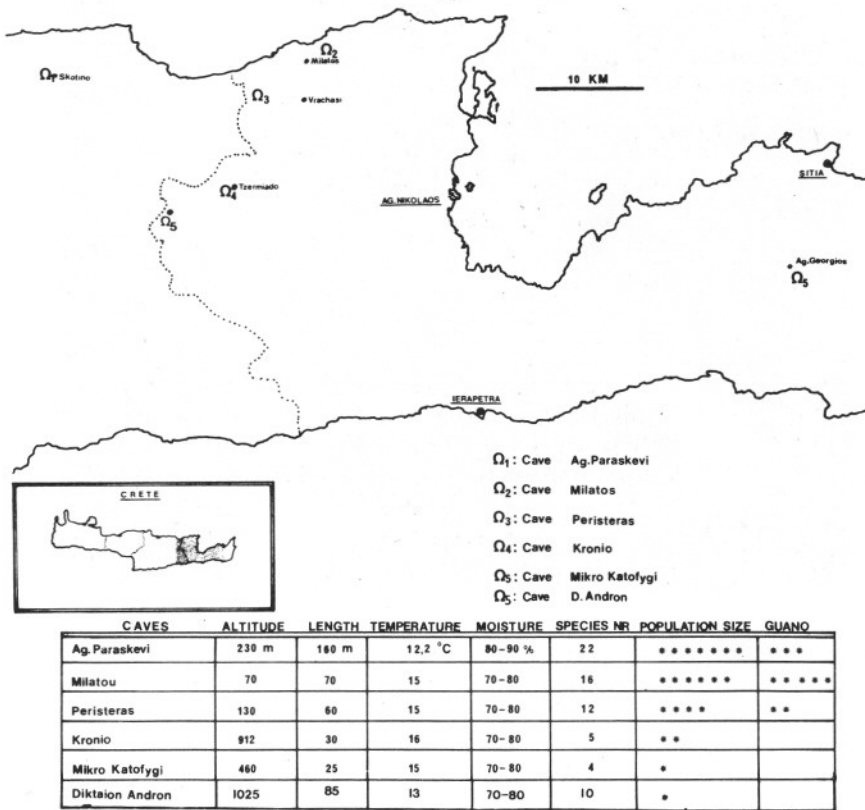 Ω2
Milatos
Ω1 Skotino
10 KM
Ω3
Vrachasi
SITIA
Ω4 Tzermiado
AG. NIKOLAOS
Ω5
Ag.Georgios
Ω5
IERAPETRA
Ω1: Cave Ag.Paraskevi
Ω2: Cave Milatos
Ω3: Cave Peristeras
Ω4: Cave Kronio
Ω5: Cave Mikro Katofygi
Ω5: Cave D. Andron
CRETE
CAVES ALTITUDE LENGTH TEMPERATURE MOISTURE SPECIES NR POPULATION SIZE GUANO
Ag. Paraskevi 230 m 160 m 12,2 °C 80-90 % 22 ● ● ● ● ● ● ● ● ● ●
Milatou 70 70 15 70-80 16 ● ● ● ● ● ● ● ● ● ● ●
Peristeras 130 60 15 70-80 12 ● ● ● ● ● ●
Kronio 912 30 16 70-80 5 ● ●
Mikro Katofygi 460 25 15 70-80 4 ●
Diktaion Andron 1025 85 13 70-80 10 ●